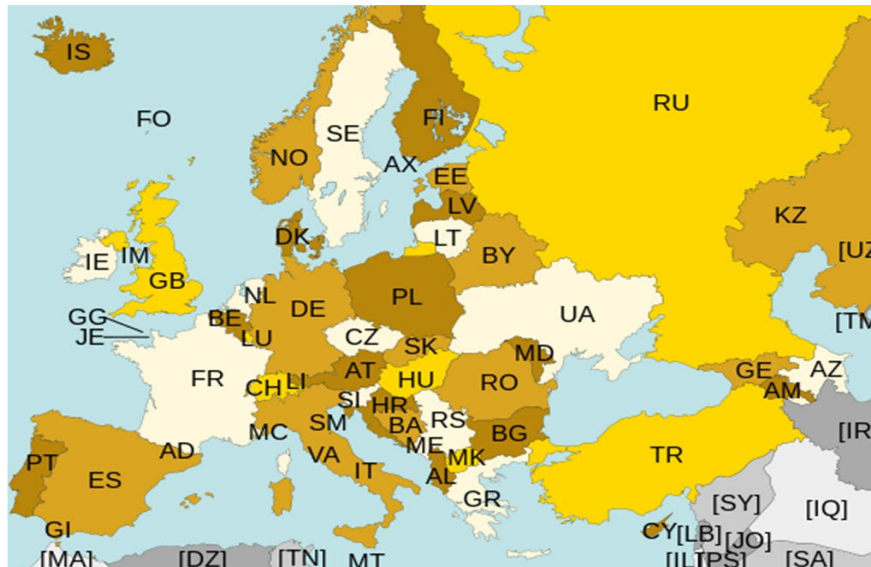 IS
FO
RU
SE
FI
NO
AX
EE
KZ
LV
DK
LT
[UZ
IE
IM
GB
BY
NL
DE
PL
GG
BE
UA
[TM
JE
LU
CZ
SK
MD
FR
AT
GE
AZ
CH
LI
HU
RO
AM
SI
HR
RS
SM
BA
BG
MC
ME
[IR
AD
VA
MK
TR
PT
IT
AL
ES
GR
[SY]
[IQ]
GI
CY
[LB]
[JO]
[MA]
[DZ]
[TN]
MT
[IL]
[PS]
[SA]